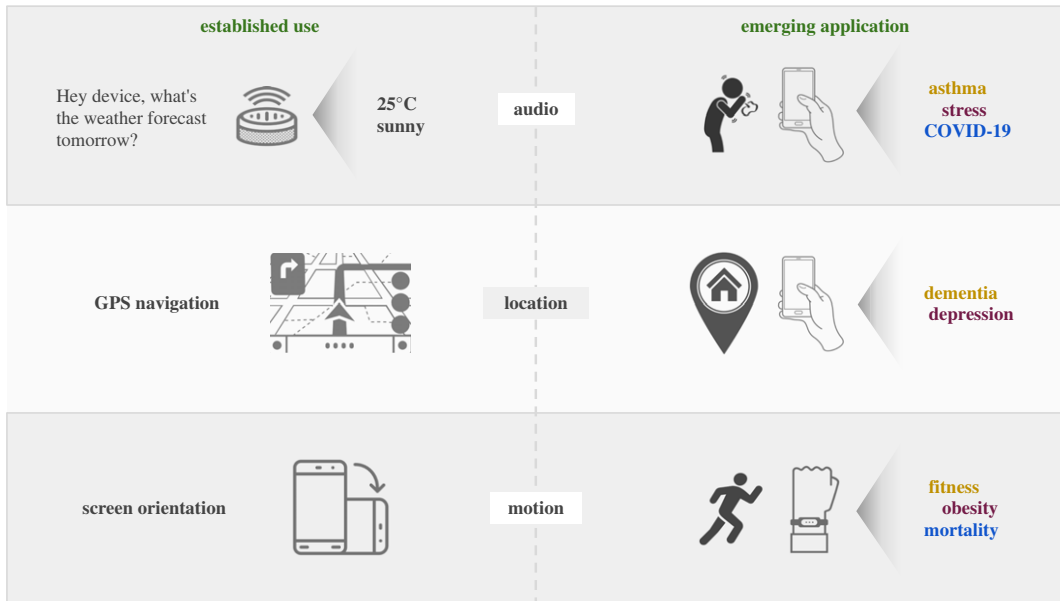 established use
emerging application
Hey device, what's
the weather forecast
tomorrow?
25°C
sunny
audio
asthma
stress
COVID-19
GPS navigation
location
dementia
depression
screen orientation
motion
fitness
obesity
mortality